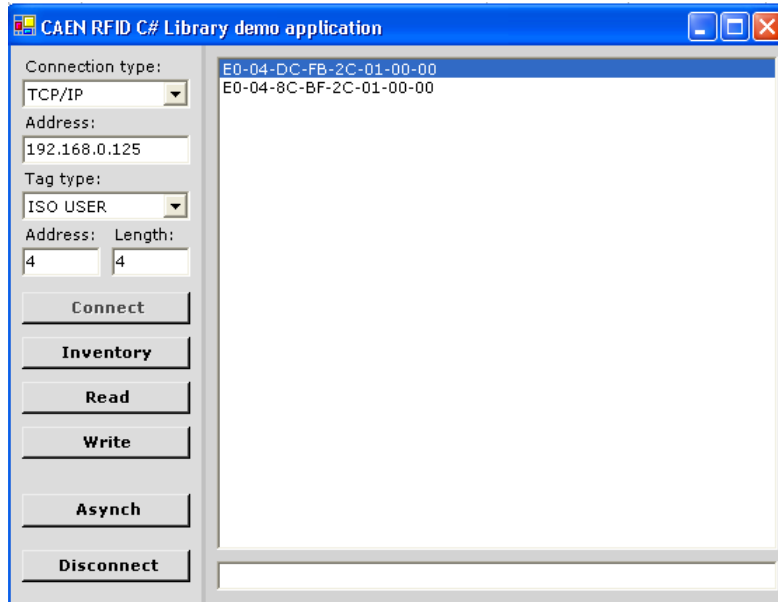 CAEN RFID C# Library demo application
Connection type:
TCP/IP
Address:
192.168.0.125
Tag type:
ISO USER
Address: Length:
4 4
Connect
Inventory
Read
Write
Asynch
Disconnect
E0-04-DC-FB-2C-01-00-00
E0-04-8C-BF-2C-01-00-00